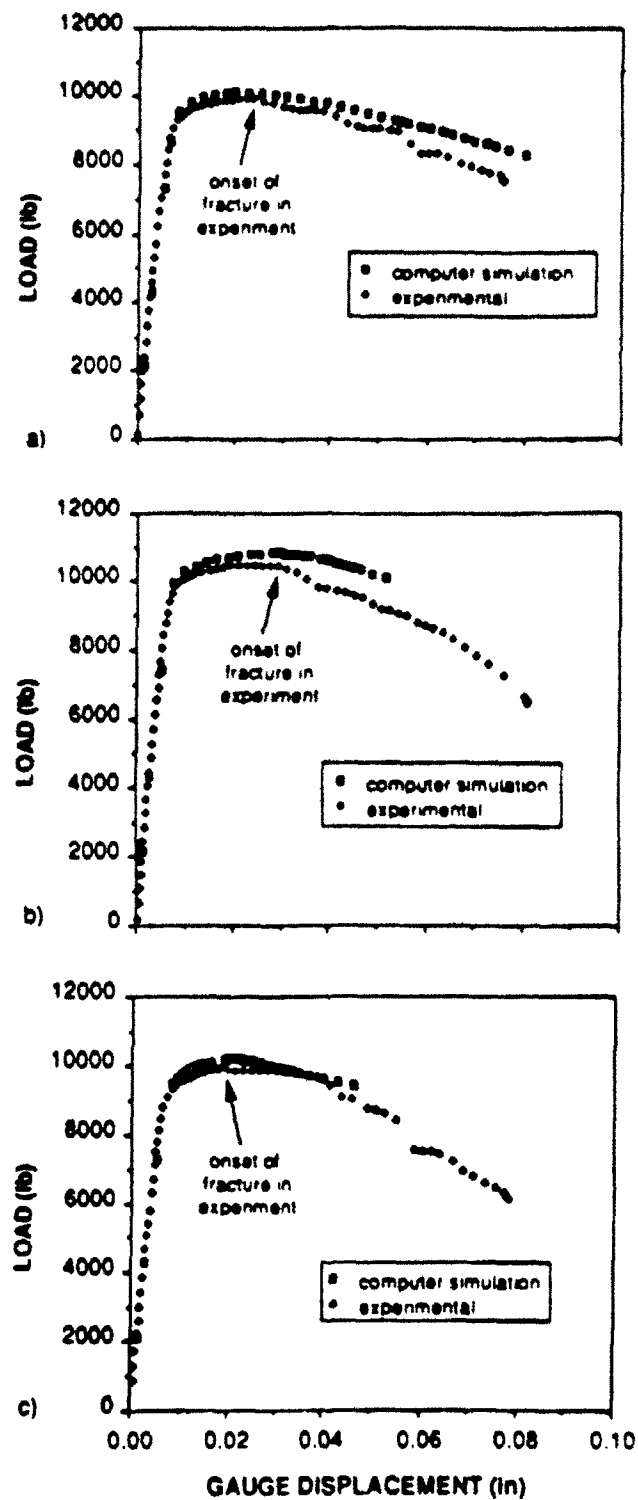 12000
10000
8000
6000
4000
2000
0
LOAD (lb)
a)
onset of
fracture in
expenment
computer simulation
expenmental
12000
10000
8000
6000
4000
2000
0
LOAD (lb)
b)
onset of
fracture in
experiment
computer simulation
experimental
12000
10000
8000
6000
4000
2000
0
LOAD (lb)
c)
onset of
fracture in
expenment
computer simulation
experimental
0.00 0.02 0.04 0.06 0.08 0.10
GAUGE DISPLACEMENT (in)